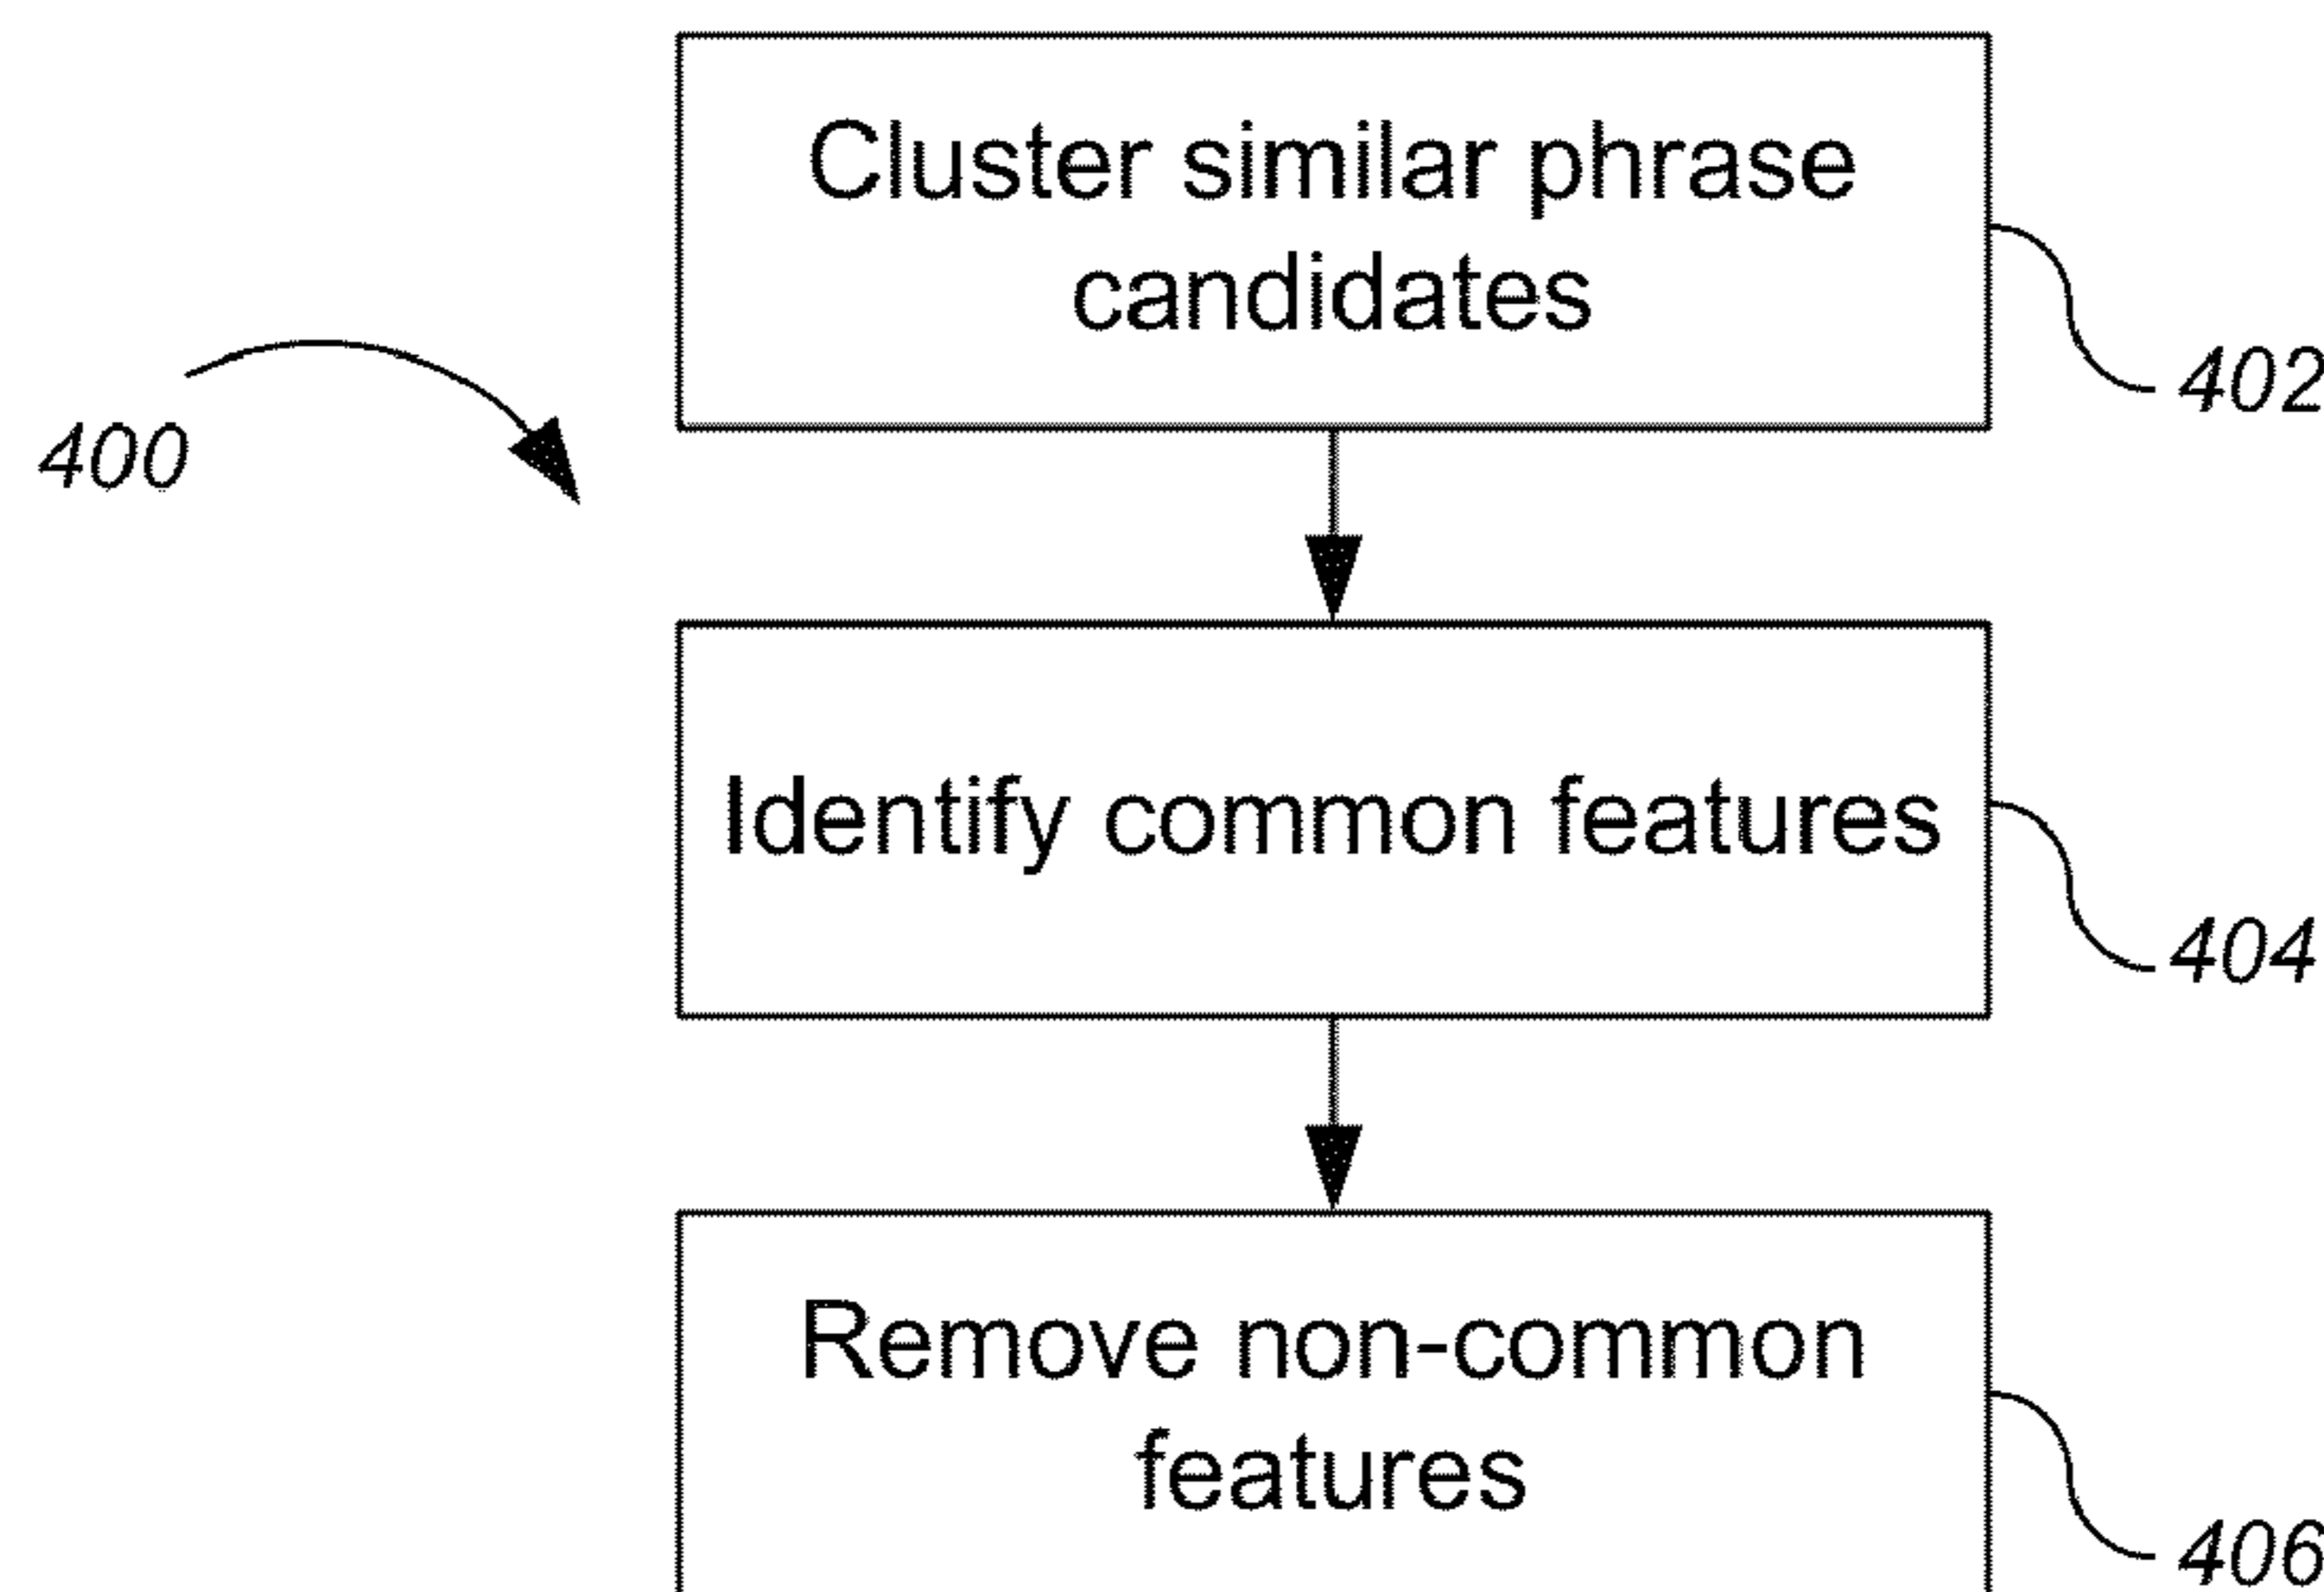 Cluster similar phrase
candidates
402
400
Identify common features
404
Remove non-common
features
406